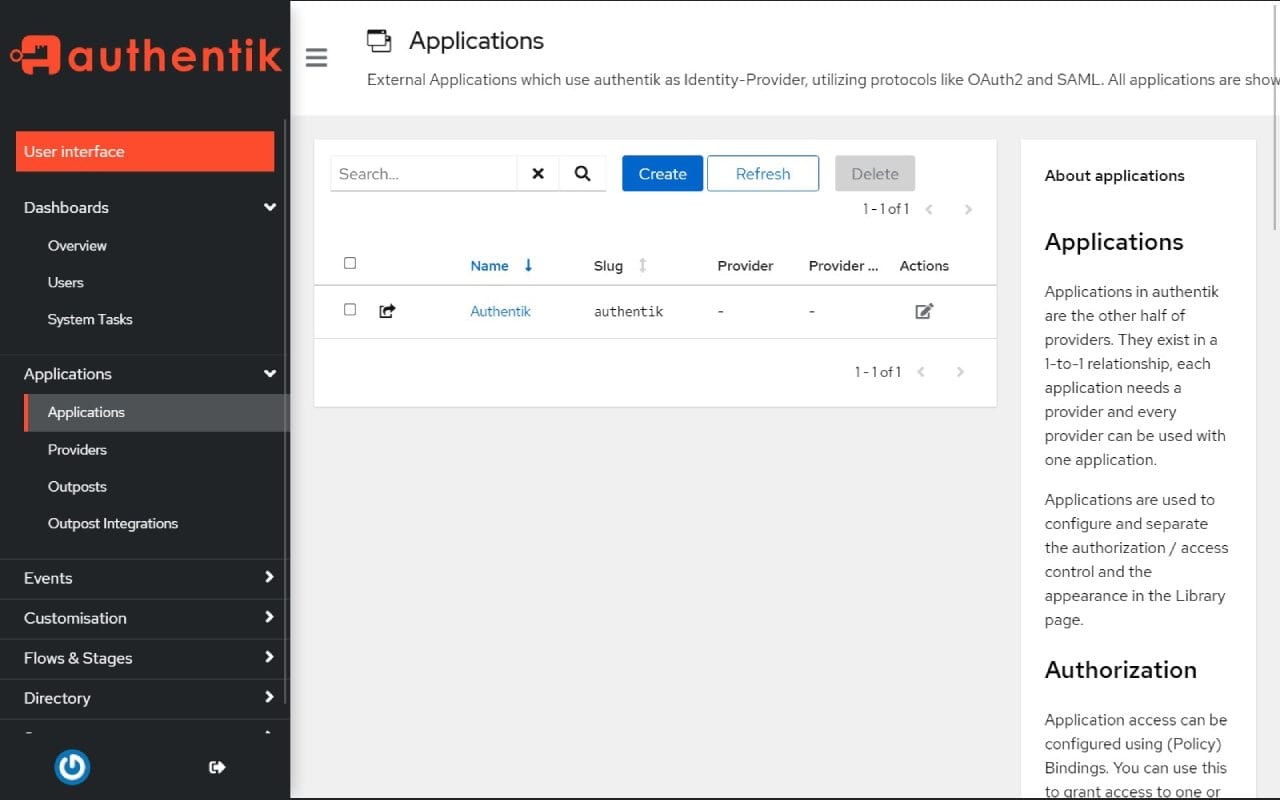 authentik
User interface
Dashboards
Overview
Users
System Tasks
Applications
Applications
Providers
Outposts
Outpost Integrations
Events
Customisation
Flows & Stages
Directory
Applications
External Applications which use authentik as Identity-Provider, utilizing protocols like OAuth2 and SAML. All applications are show
Search...
Create
Refresh
Delete
1 - 1 of 1
Name
Slug
Provider
Provider ...
Actions
Authentik
authentik
-
-
1 - 1 of 1
About applications
Applications
Applications in authentik
are the other half of
providers. They exist in a
1-to-1 relationship, each
application needs a
provider and every
provider can be used with
one application.
Applications are used to
configure and separate
the authorization / access
control and the
appearance in the Library
page.
Authorization
Application access can be
configured using (Policy)
Bindings. You can use this
to grant access to one or